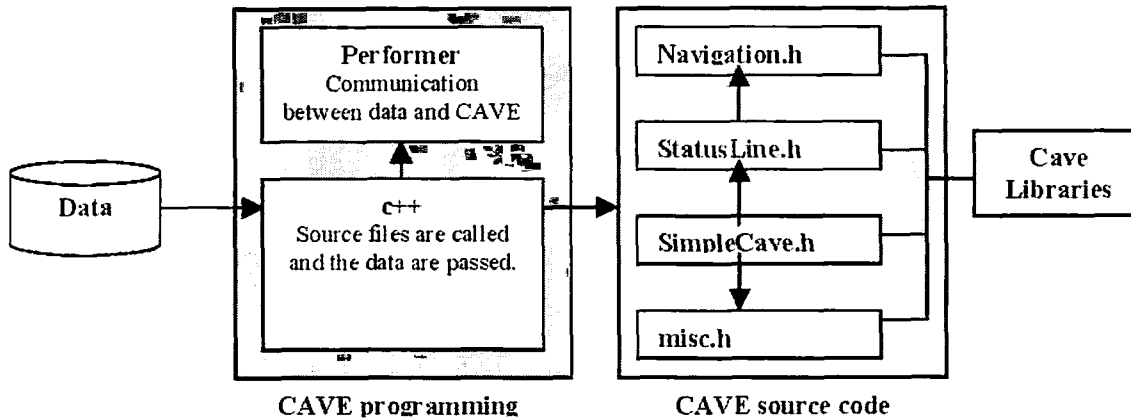 Performer
Communication
between data and CAVE
Data
c++
Source files are called
and the data are passed.
CAVE programming
Navigation.h
StatusLine.h
SimpleCave.h
misc.h
CAVE source code
Cave
Libraries